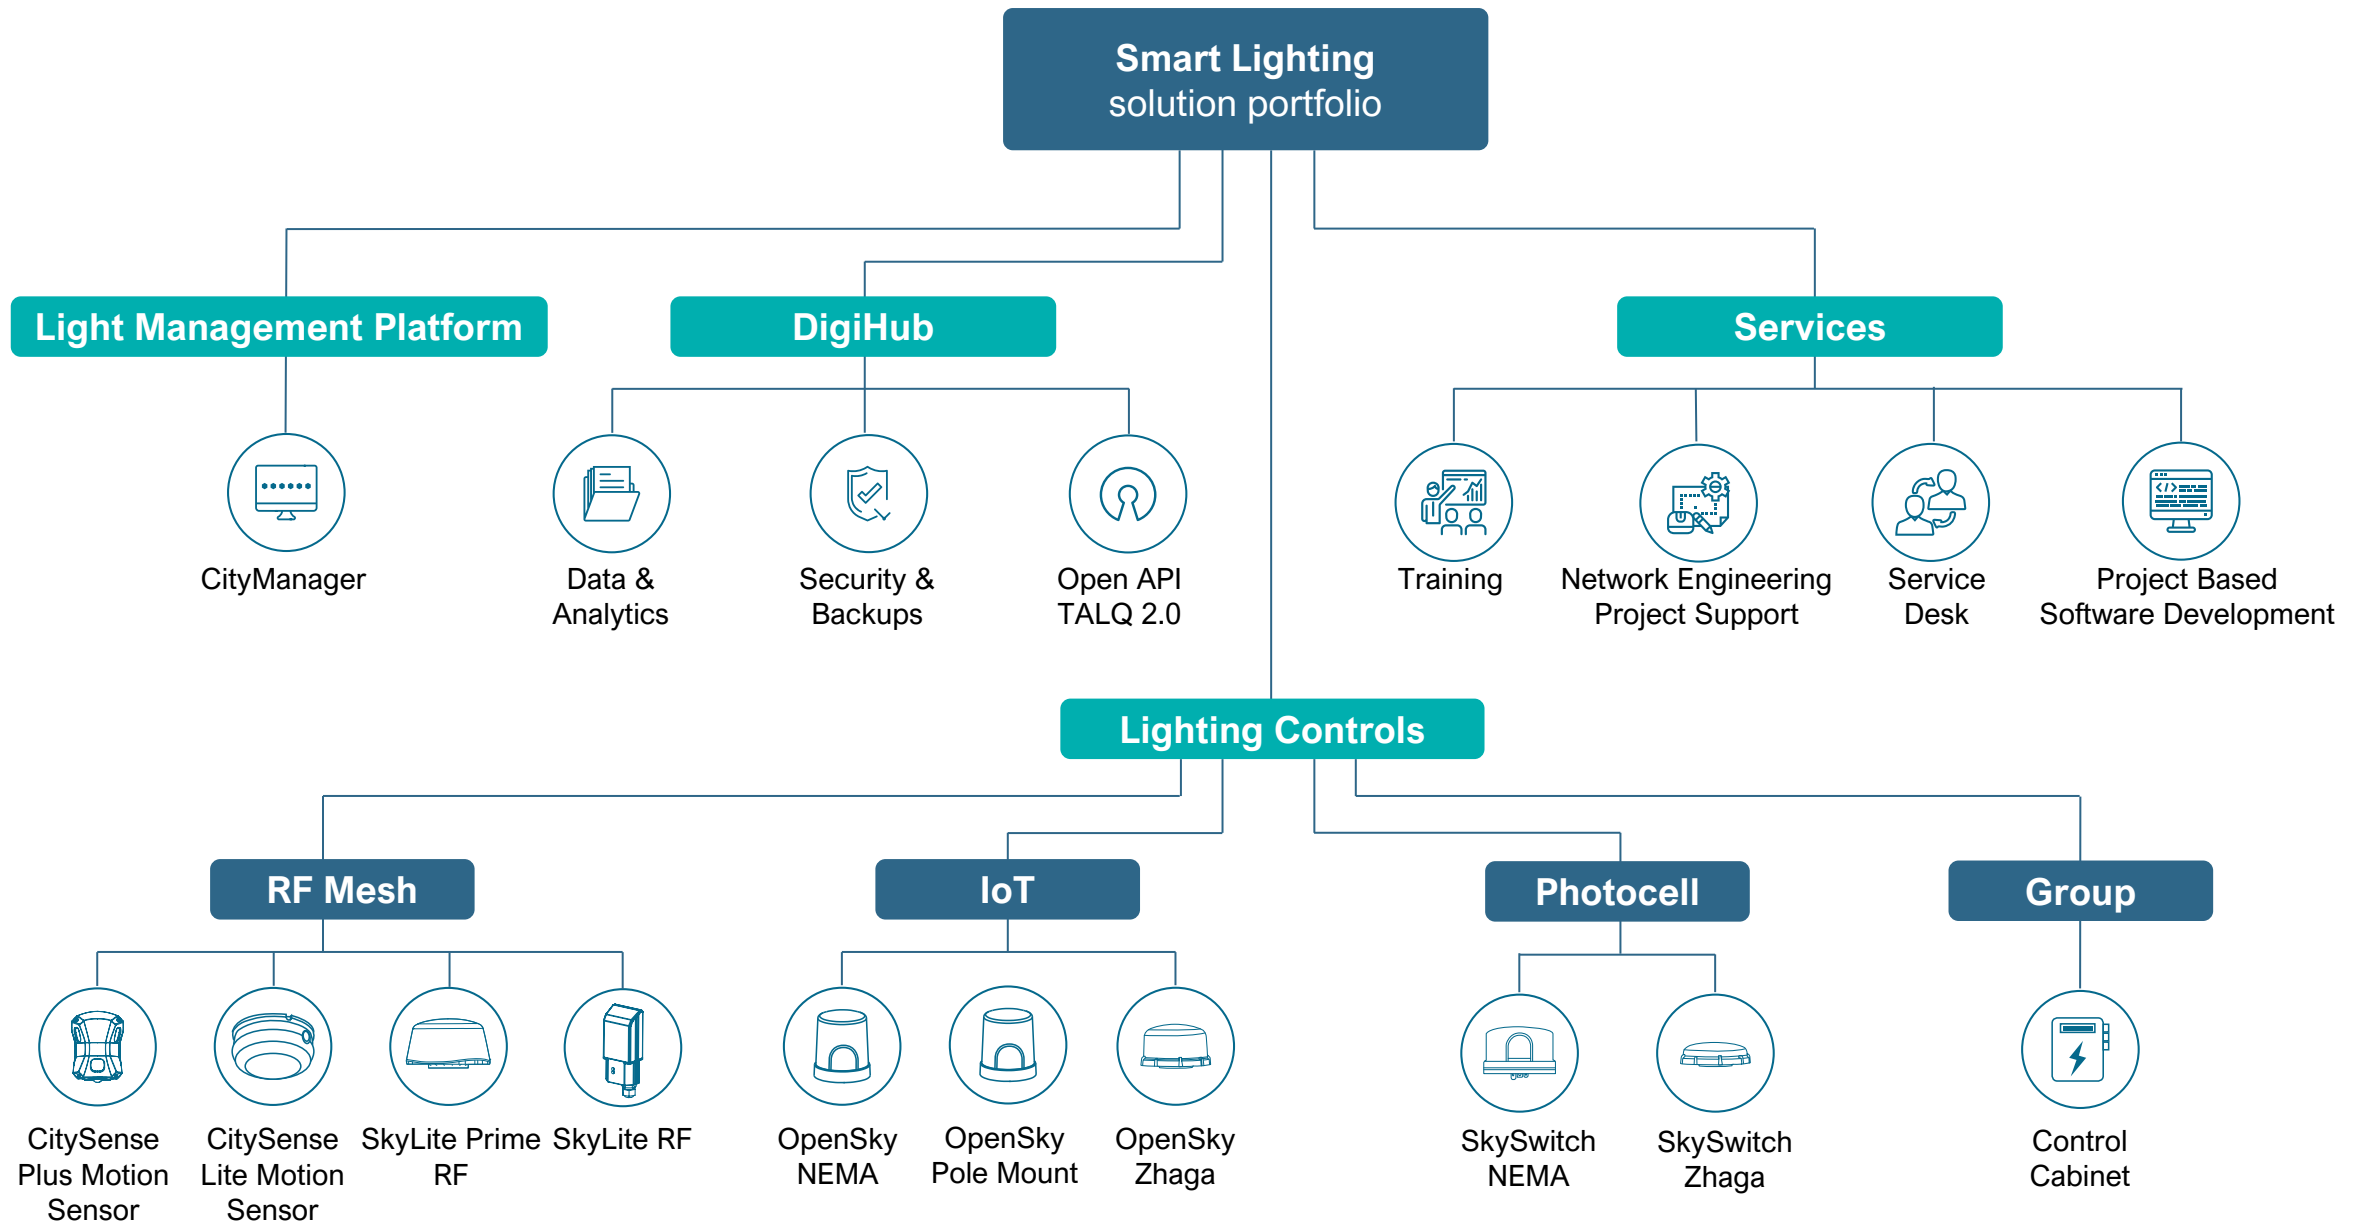 Smart Lighting
solution portfolio
Light Management Platform
DigiHub
Services
CityManager
Data &
Analytics
Security &
Backups
Open API
TALQ 2.0
Training
Network Engineering
Project Support
Service
Desk
Project Based
Software Development
Lighting Controls
RF Mesh
IoT
Photocell
Group
CitySense
Plus Motion
Sensor
CitySense
Lite Motion
Sensor
SkyLite Prime
RF
SkyLite RF
OpenSky
NEMA
OpenSky
Pole Mount
OpenSky
Zhaga
SkySwitch
NEMA
SkySwitch
Zhaga
Control
Cabinet